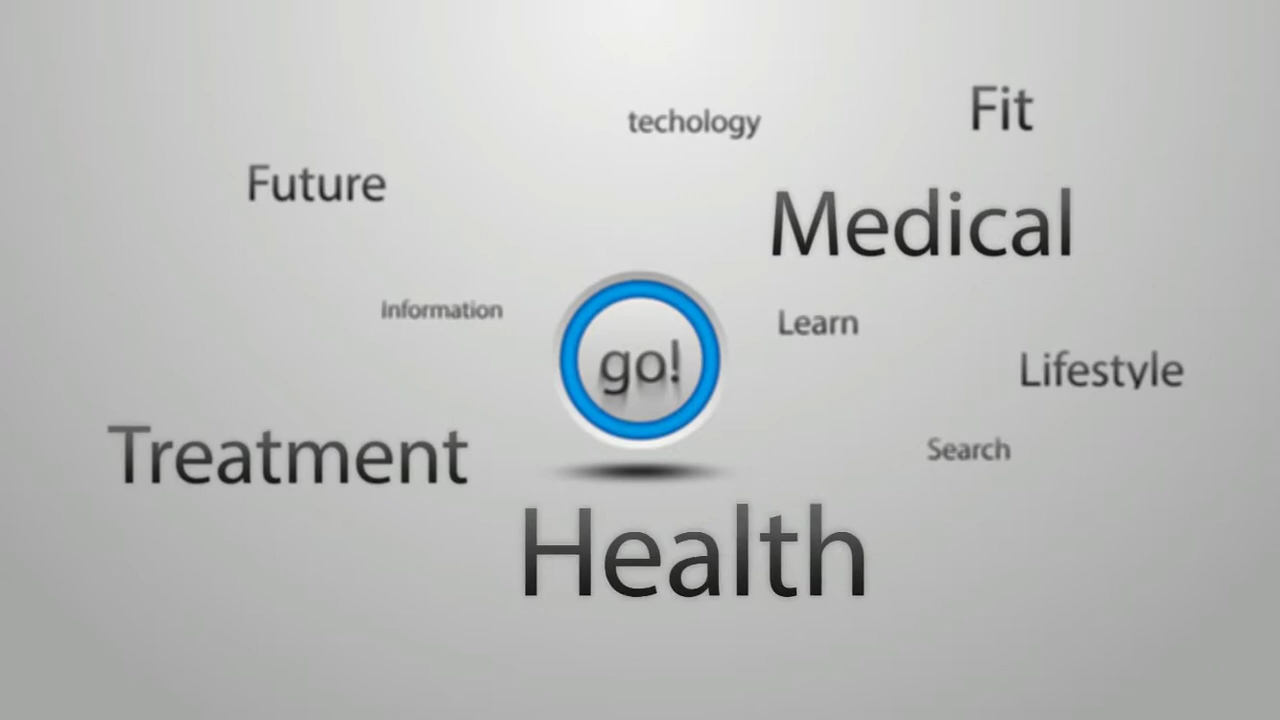 Fit
techology
Future
Medical
Information
Learn
go!
Lifestyle
Treatment
Search
Health